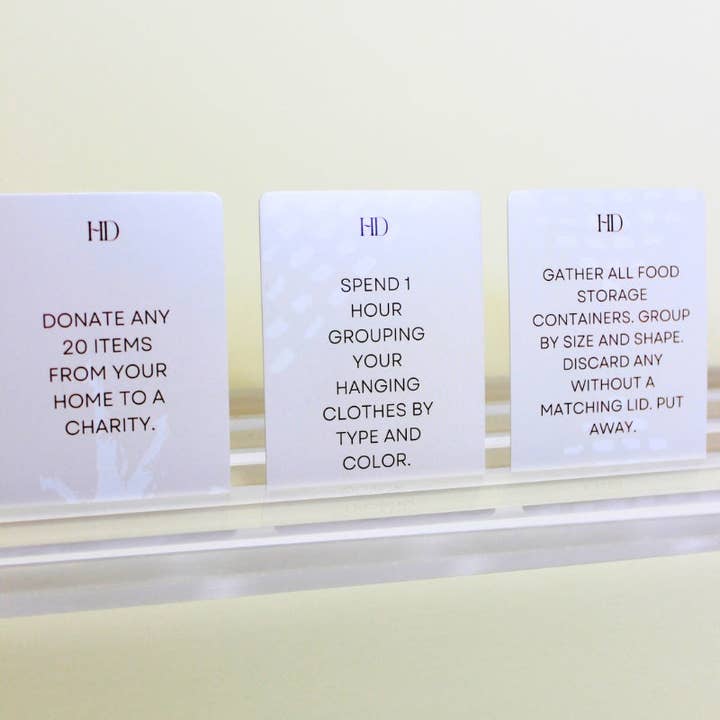 HD
DONATE ANY
20 ITEMS
FROM YOUR
HOME TO A
CHARITY.
HD
SPEND 1
HOUR
GROUPING
YOUR
HANGING
CLOTHES BY
TYPE AND
COLOR.
HD
GATHER ALL FOOD
STORAGE
CONTAINERS. GROUP
BY SIZE AND SHAPE.
DISCARD ANY
WITHOUT A
MATCHING LID. PUT
AWAY.